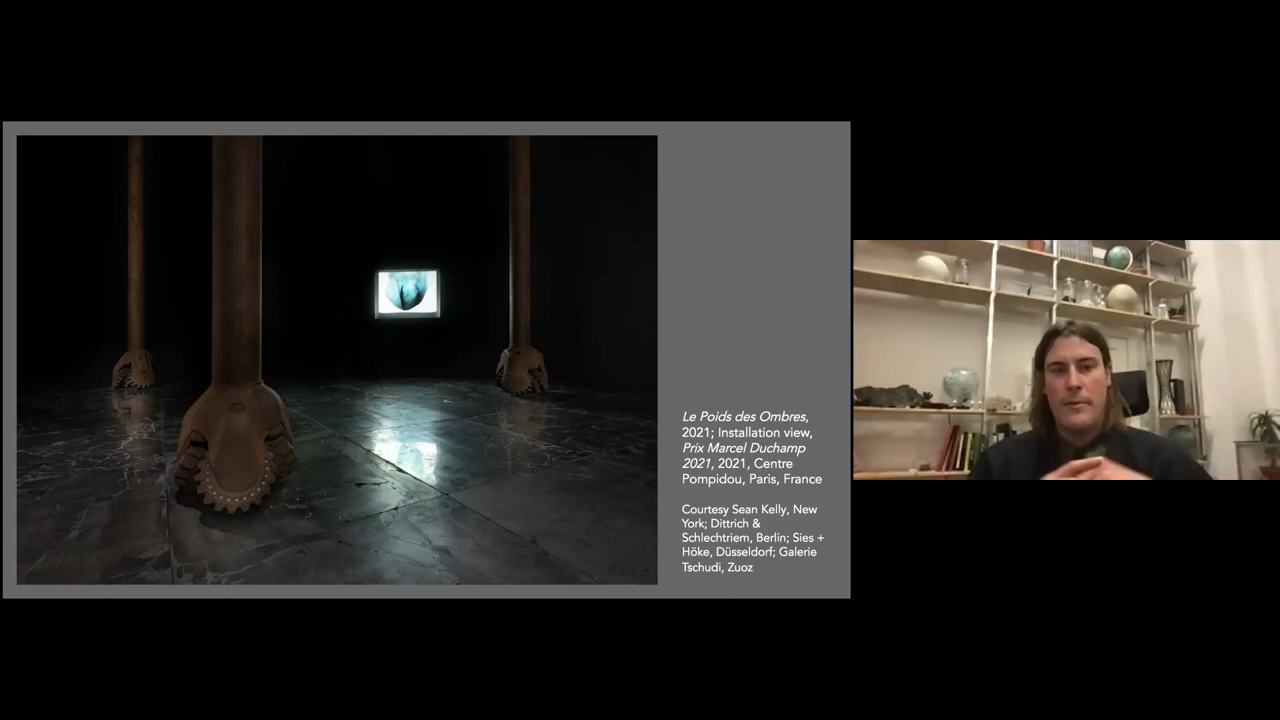 Le Poids des Ombres,
2021; Installation view,
Prix Marcel Duchamp
2021, 2021, Centre
Pompidou, Paris, France
Courtesy Sean Kelly, New
York; Dittrich &
Schlechtriem, Berlin; Sies +
Höke, Düsseldorf; Galerie
Tschudi, Zuoz